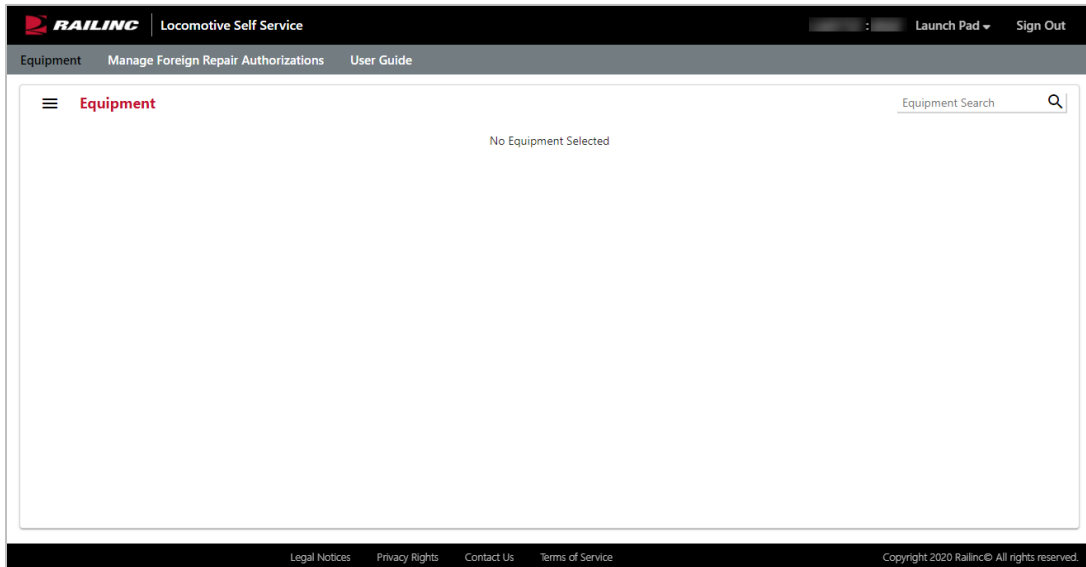 RAILINC Locomotive Self Service : Launch Pad Sign Out
Equipment Manage Foreign Repair Authorizations User Guide
Equipment Equipment Search
No Equipment Selected
Legal Notices Privacy Rights Contact Us Terms of Service Copyright 2020 Railinc© All rights reserved.